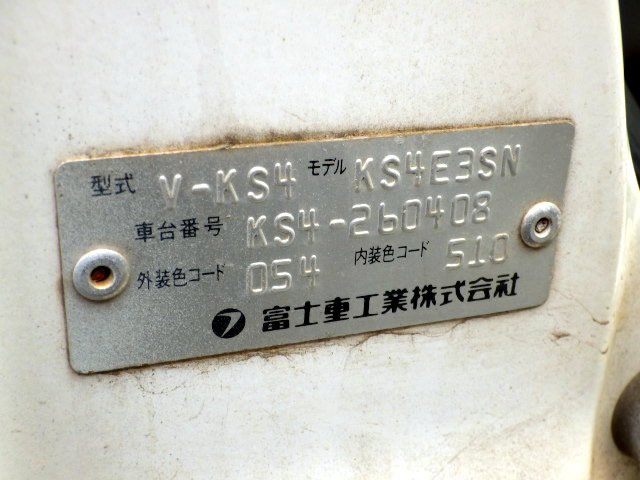 型式 V-KS4 モデル KS4E3SN
車台番号 KS4-260408
外装色コード 054 内装色コード 510
富士重工業株式会社